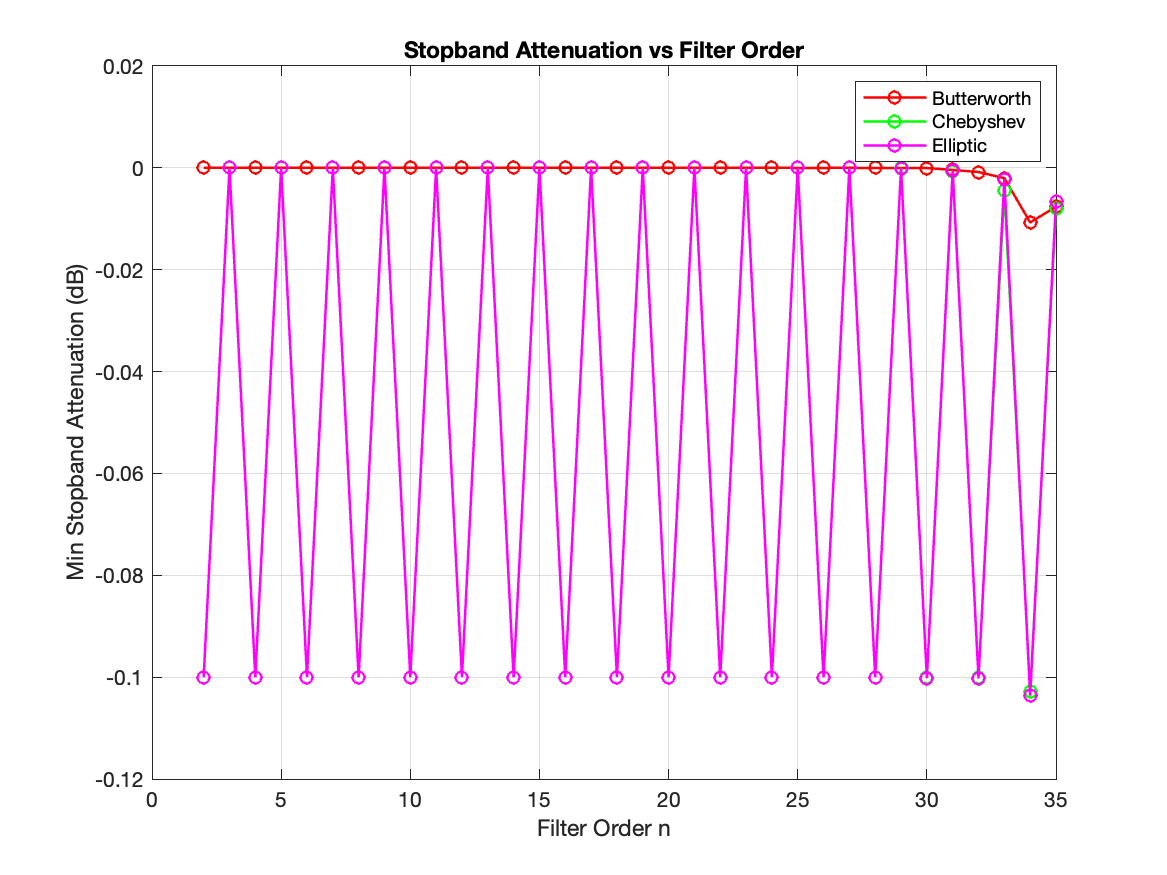 Stopband Attenuation vs Filter Order
Butterworth
Chebyshev
Elliptic
0.02
0
-0.02
-0.04
-0.06
-0.08
-0.1
-0.12
Min Stopband Attenuation (dB)
0 5 10 15 20 25 30 35
Filter Order n